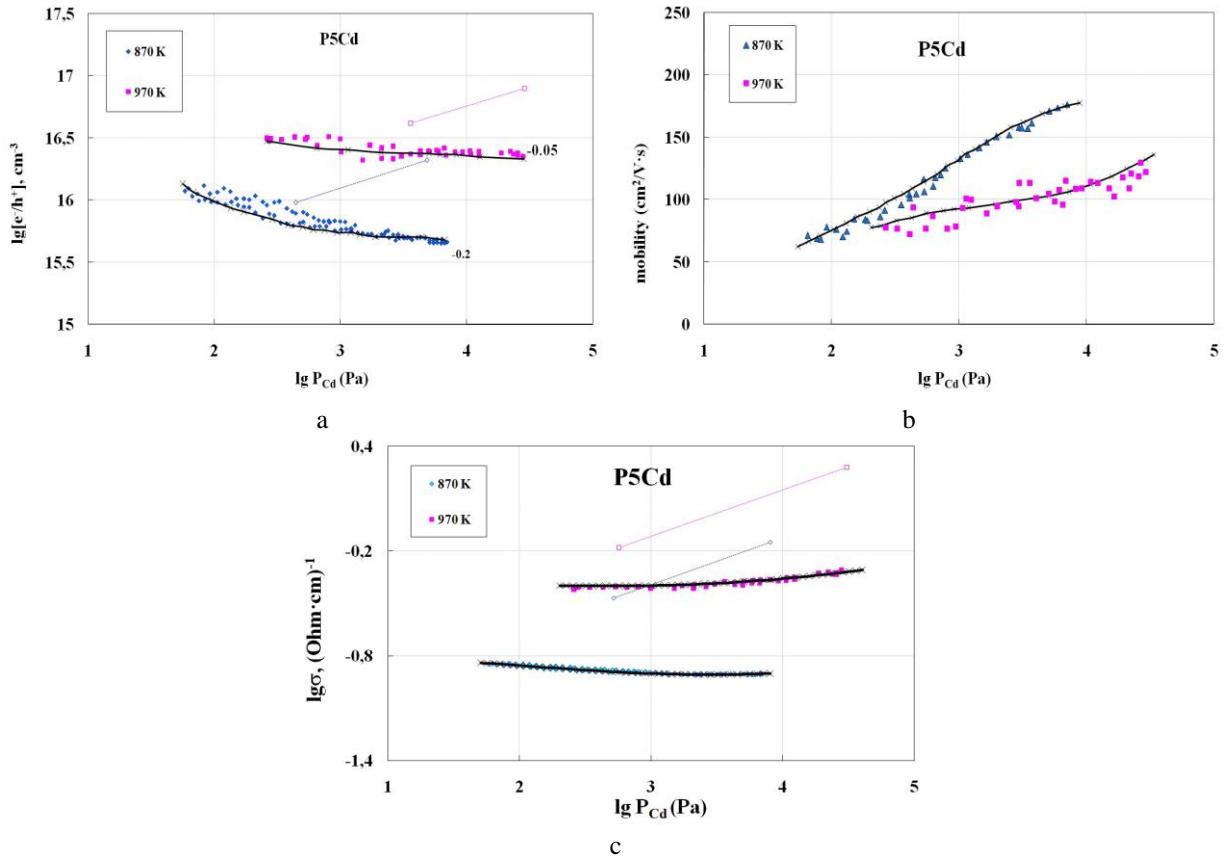 17,5
P5Cd
870 K
17
970 K
16,5
-0.05
lg[e⁻/h⁺], cm⁻³
16
15,5
-0.2
15
1 2 3 4 5
lg P_Cd (Pa)
a
250
P5Cd
870 K
200
970 K
150
mobility (cm²/V·s)
100
50
0
1 2 3 4 5
lg P_Cd (Pa)
b
0,4
P5Cd
870 K
970 K
-0,2
lgσ, (Ohm·cm)⁻¹
-0,8
-1,4
1 2 3 4 5
lg P_Cd (Pa)
c